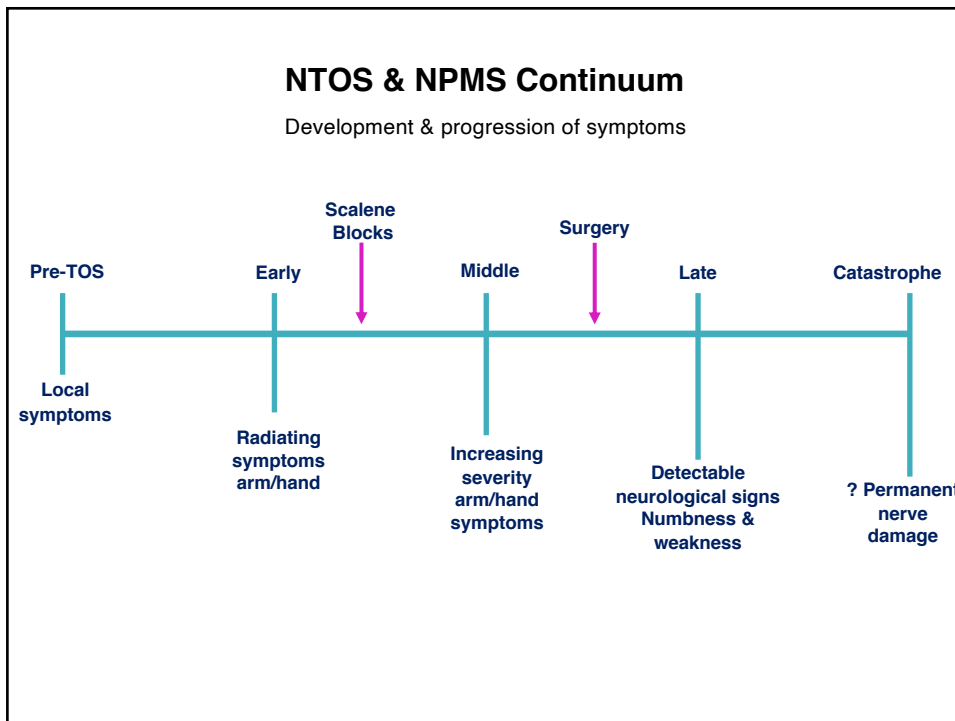 NTOS & NPMS Continuum
Development & progression of symptoms
Scalene
Blocks
Surgery
Pre-TOS
Early
Middle
Late
Catastrophe
Local
symptoms
Radiating
symptoms
arm/hand
Increasing
severity
arm/hand
symptoms
Detectable
neurological signs
Numbness &
weakness
? Permanent
nerve
damage